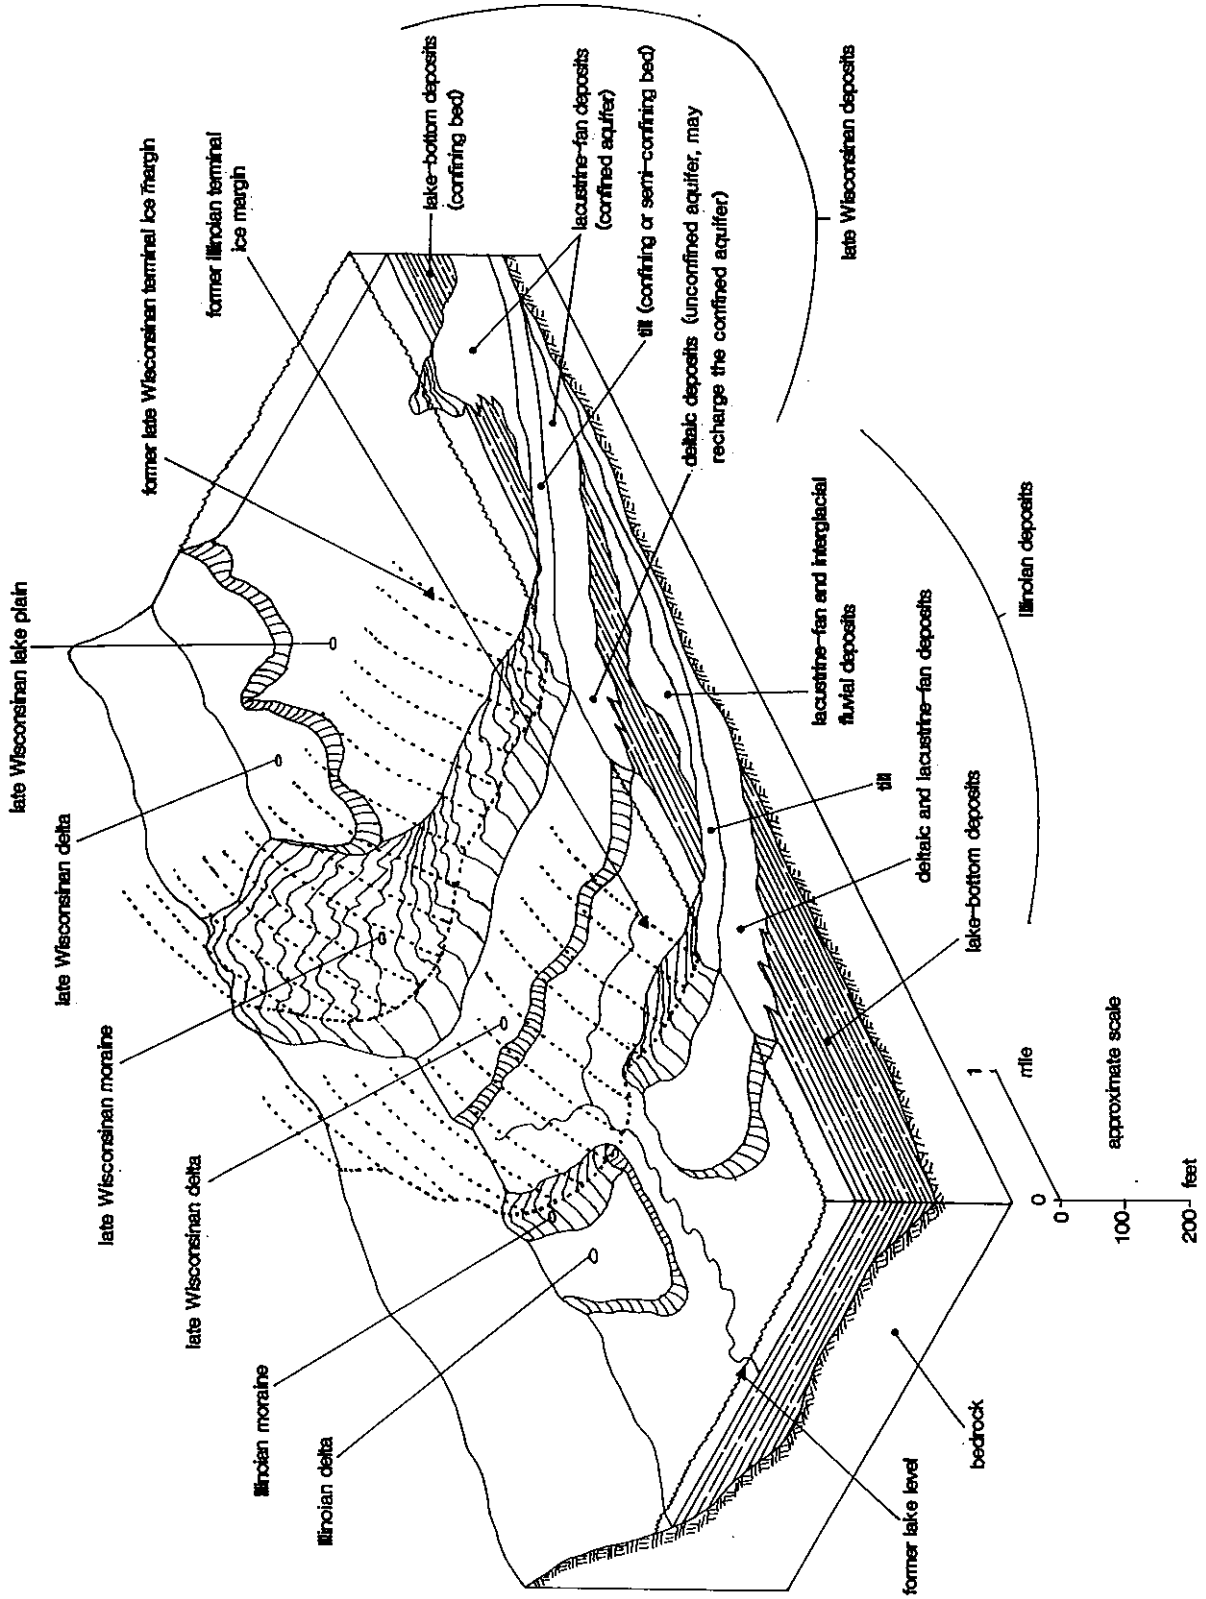 late Wisconsinan lake plain
late Wisconsinan delta
late Wisconsinan moraine
late Wisconsinan delta
Illinoian moraine
Illinoian delta
former late Wisconsinan terminal ice margin
former Illinoian terminal
ice margin
lake-bottom deposits
(confining bed)
lacustrine-fan deposits
(confined aquifer)
till (confining or semi-confining bed)
deltaic deposits (unconfined aquifer, may
recharge the confined aquifer)
late Wisconsinan deposits
lacustrine-fan and interglacial
fluvial deposits
till
deltaic and lacustrine-fan deposits
lake-bottom deposits
Illinoian deposits
former lake level
bedrock
0
1
mile
0
100
200
feet
approximate scale